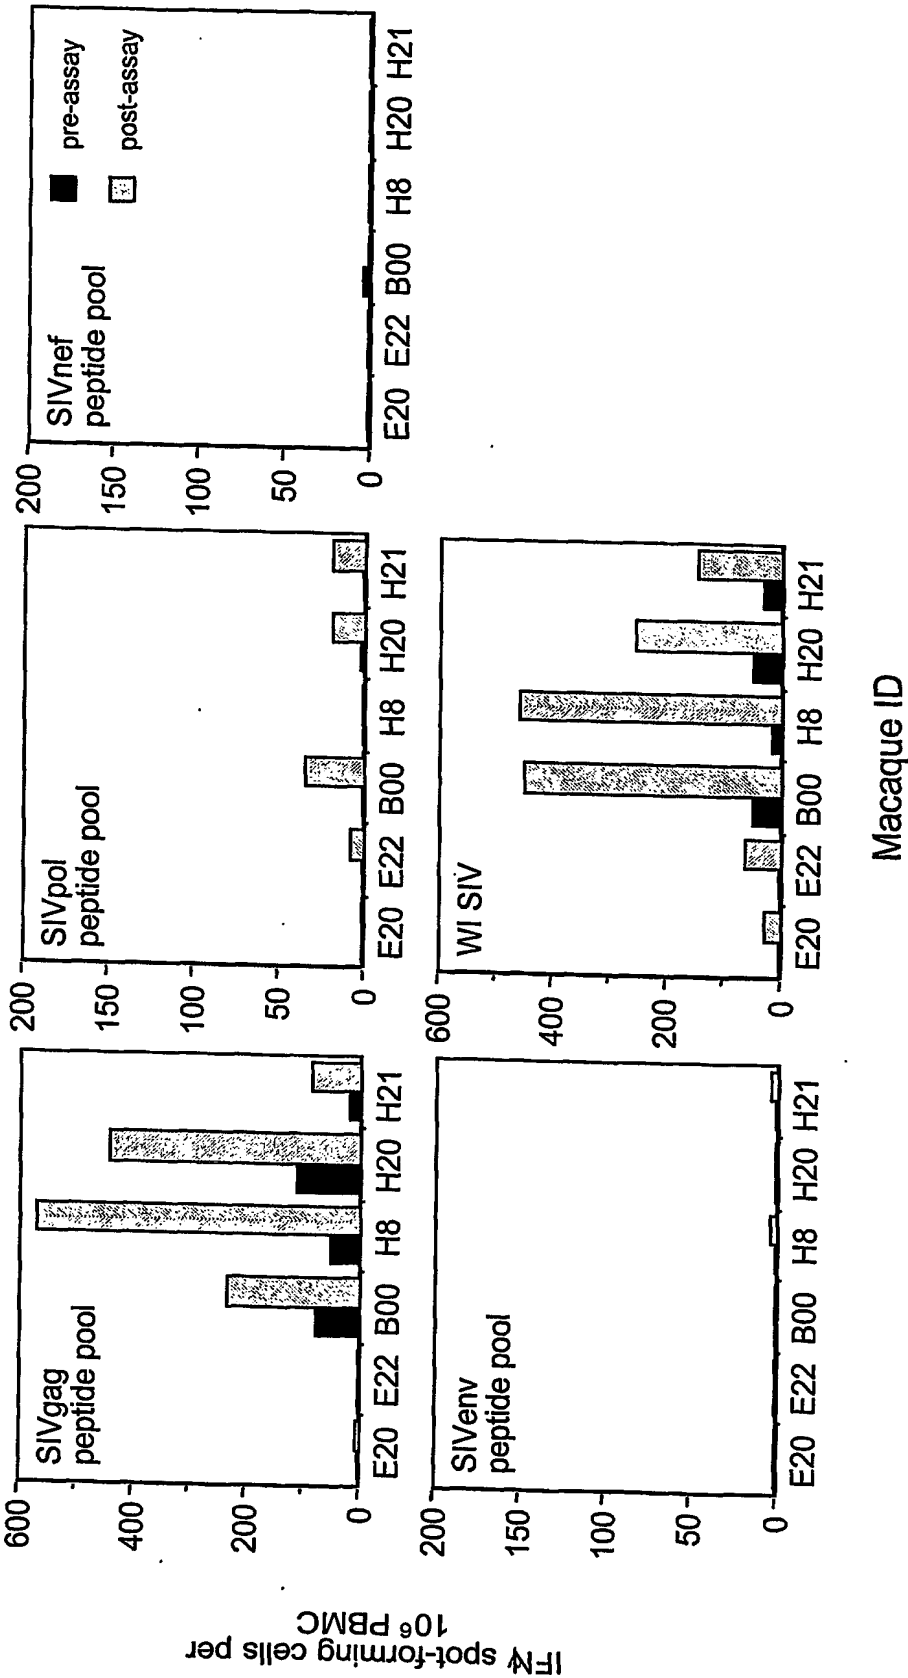 SIVgag
peptide pool
600
400
200
0
E20 E22 B00 H8 H20 H21
SIVpol
peptide pool
200
150
100
50
0
E20 E22 B00 H8 H20 H21
SIVnef
peptide pool
pre-assay
post-assay
200
150
100
50
0
E20 E22 B00 H8 H20 H21
SIVenv
peptide pool
200
150
100
50
0
E20 E22 B00 H8 H20 H21
WI SIV
600
400
200
0
E20 E22 B00 H8 H20 H21
IFNγ spot-forming cells per
10⁶ PBMC
Macaque ID